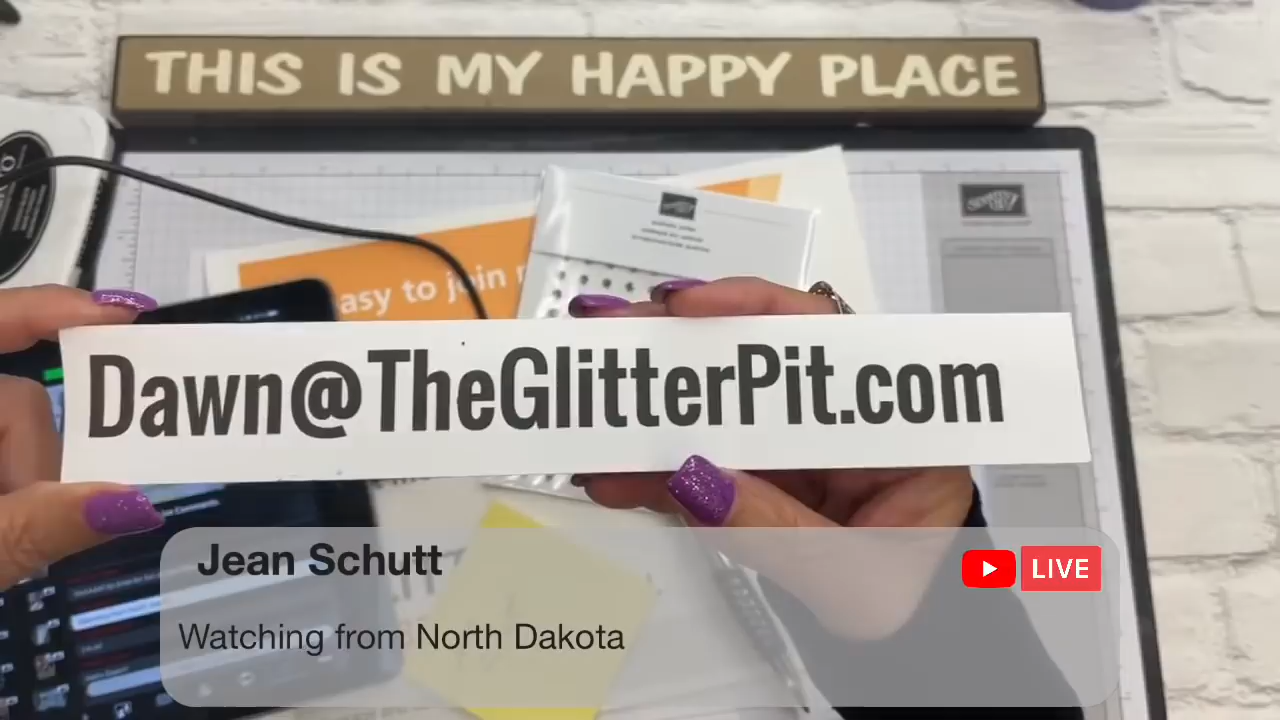 THIS IS MY HAPPY PLACE
asy to join
Dawn@TheGlitterPit.com
Jean Schutt
LIVE
Watching from North Dakota